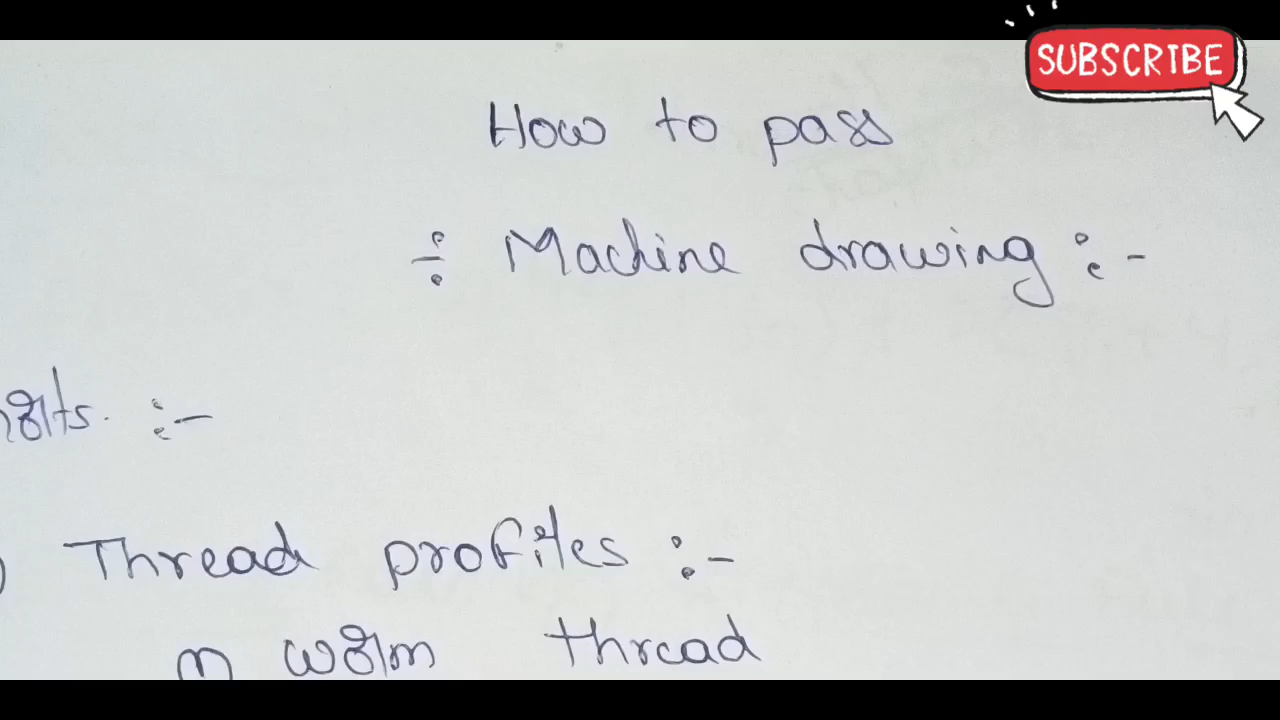 SUBSCRIBE
How to pass
÷ Machine drawing :-
:-
) Thread profiles :-
worm thread